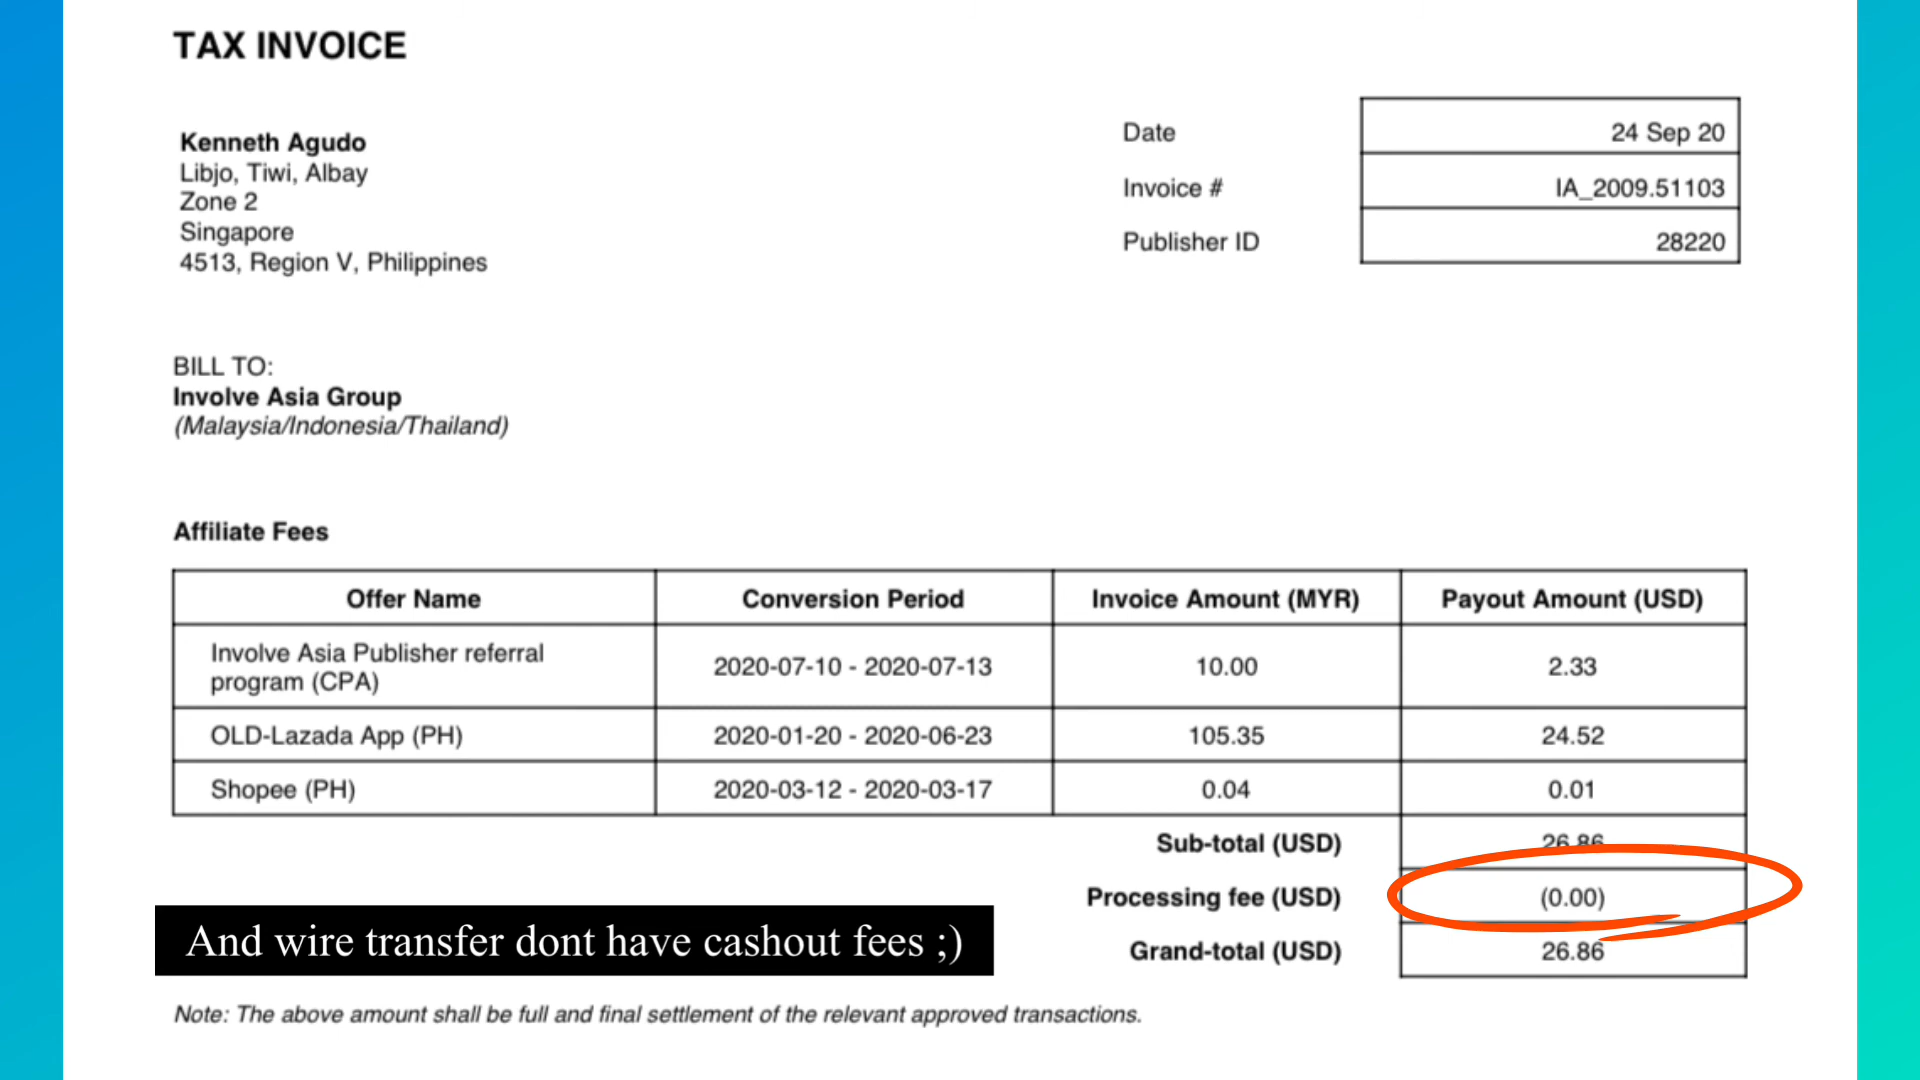 TAX INVOICE
Kenneth Agudo
Libjo, Tiwi, Albay
Zone 2
Singapore
4513, Region V, Philippines
Date 24 Sep 20
Invoice # IA_2009.51103
Publisher ID 28220
BILL TO:
Involve Asia Group
(Malaysia/Indonesia/Thailand)
Affiliate Fees
Offer Name Conversion Period Invoice Amount (MYR) Payout Amount (USD)
Involve Asia Publisher referral
program (CPA) 2020-07-10 - 2020-07-13 10.00 2.33
OLD-Lazada App (PH) 2020-01-20 - 2020-06-23 105.35 24.52
Shopee (PH) 2020-03-12 - 2020-03-17 0.04 0.01
Sub-total (USD) 26.86
Processing fee (USD) (0.00)
And wire transfer dont have cashout fees ;)
Grand-total (USD) 26.86
Note: The above amount shall be full and final settlement of the relevant approved transactions.